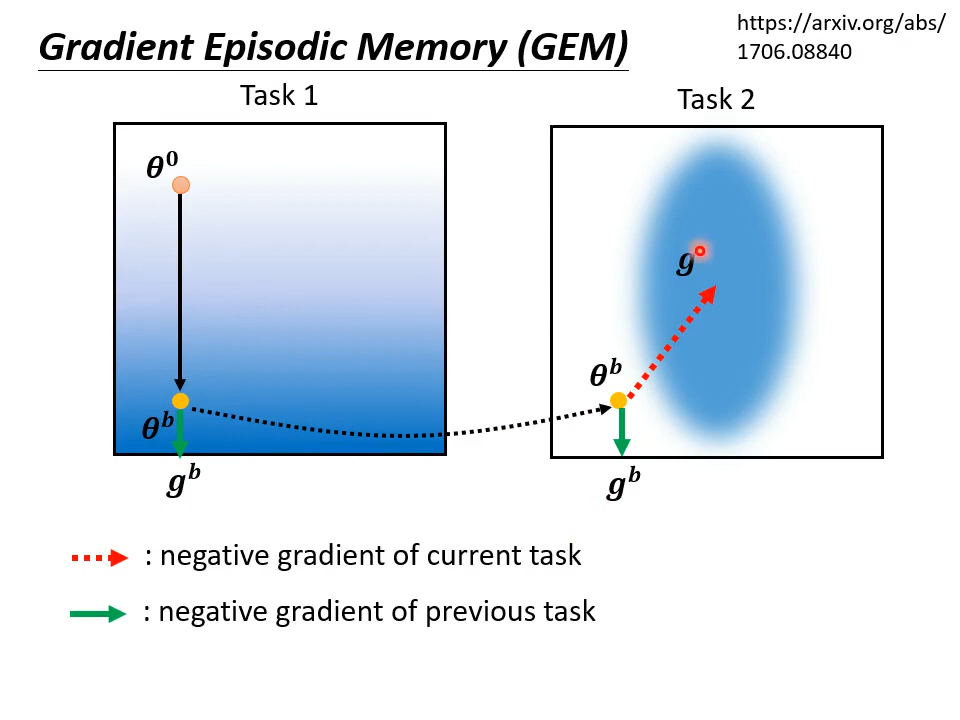 Gradient Episodic Memory (GEM)
https://arxiv.org/abs/
1706.08840
Task 1
Task 2
θ⁰
g
θᵇ
θᵇ
gᵇ
gᵇ
: negative gradient of current task
: negative gradient of previous task